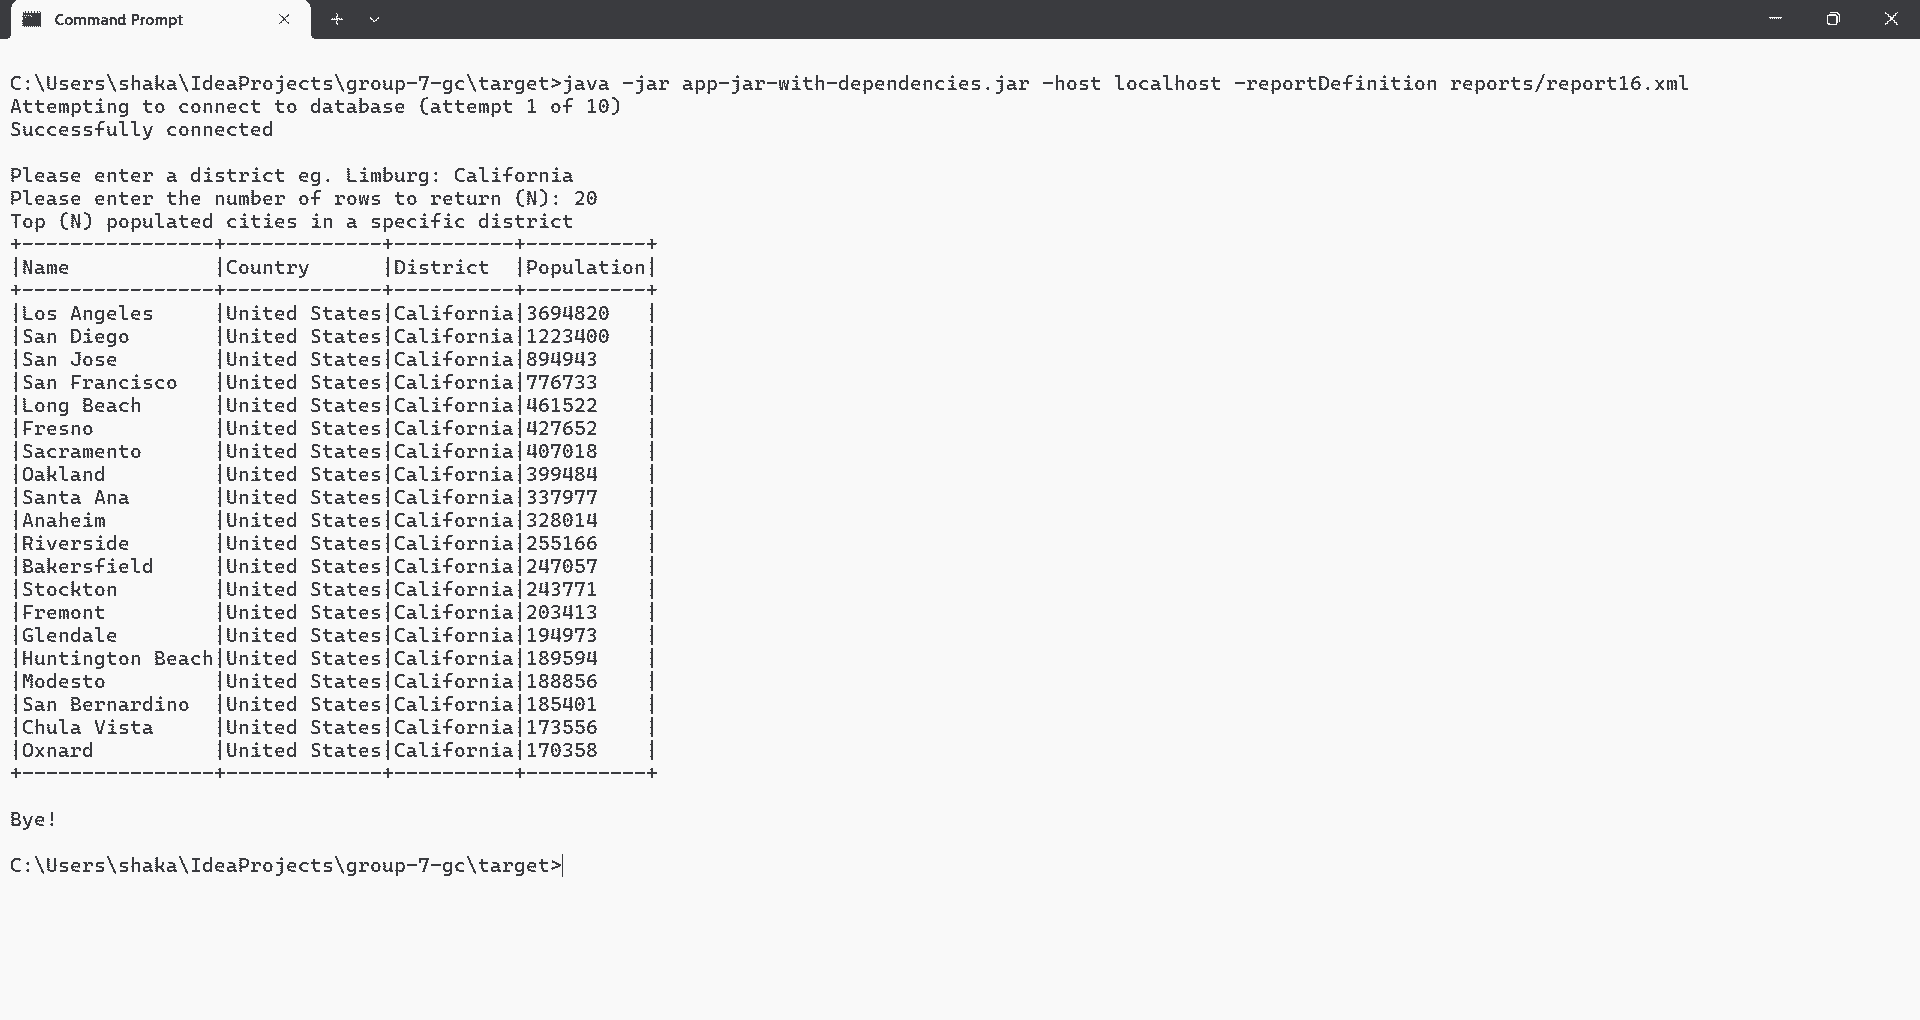 Command Prompt
C:\Users\shaka\IdeaProjects\group-7-gc\target>java -jar app-jar-with-dependencies.jar -host localhost -reportDefinition reports/report16.xml
Attempting to connect to database (attempt 1 of 10)
Successfully connected
Please enter a district eg. Limburg: California
Please enter the number of rows to return (N): 20
Top (N) populated cities in a specific district
+----------------+-------------+----------+----------+
|Name            |Country      |District  |Population|
+----------------+-------------+----------+----------+
|Los Angeles     |United States|California|3694820   |
|San Diego       |United States|California|1223400   |
|San Jose        |United States|California|894943    |
|San Francisco   |United States|California|776733    |
|Long Beach      |United States|California|461522    |
|Fresno          |United States|California|427652    |
|Sacramento      |United States|California|407018    |
|Oakland         |United States|California|399484    |
|Santa Ana       |United States|California|337977    |
|Anaheim         |United States|California|328014    |
|Riverside       |United States|California|255166    |
|Bakersfield     |United States|California|247057    |
|Stockton        |United States|California|243771    |
|Fremont         |United States|California|203413    |
|Glendale        |United States|California|194973    |
|Huntington Beach|United States|California|189594    |
|Modesto         |United States|California|188856    |
|San Bernardino  |United States|California|185401    |
|Chula Vista     |United States|California|173556    |
|Oxnard          |United States|California|170358    |
+----------------+-------------+----------+----------+
Bye!
C:\Users\shaka\IdeaProjects\group-7-gc\target>